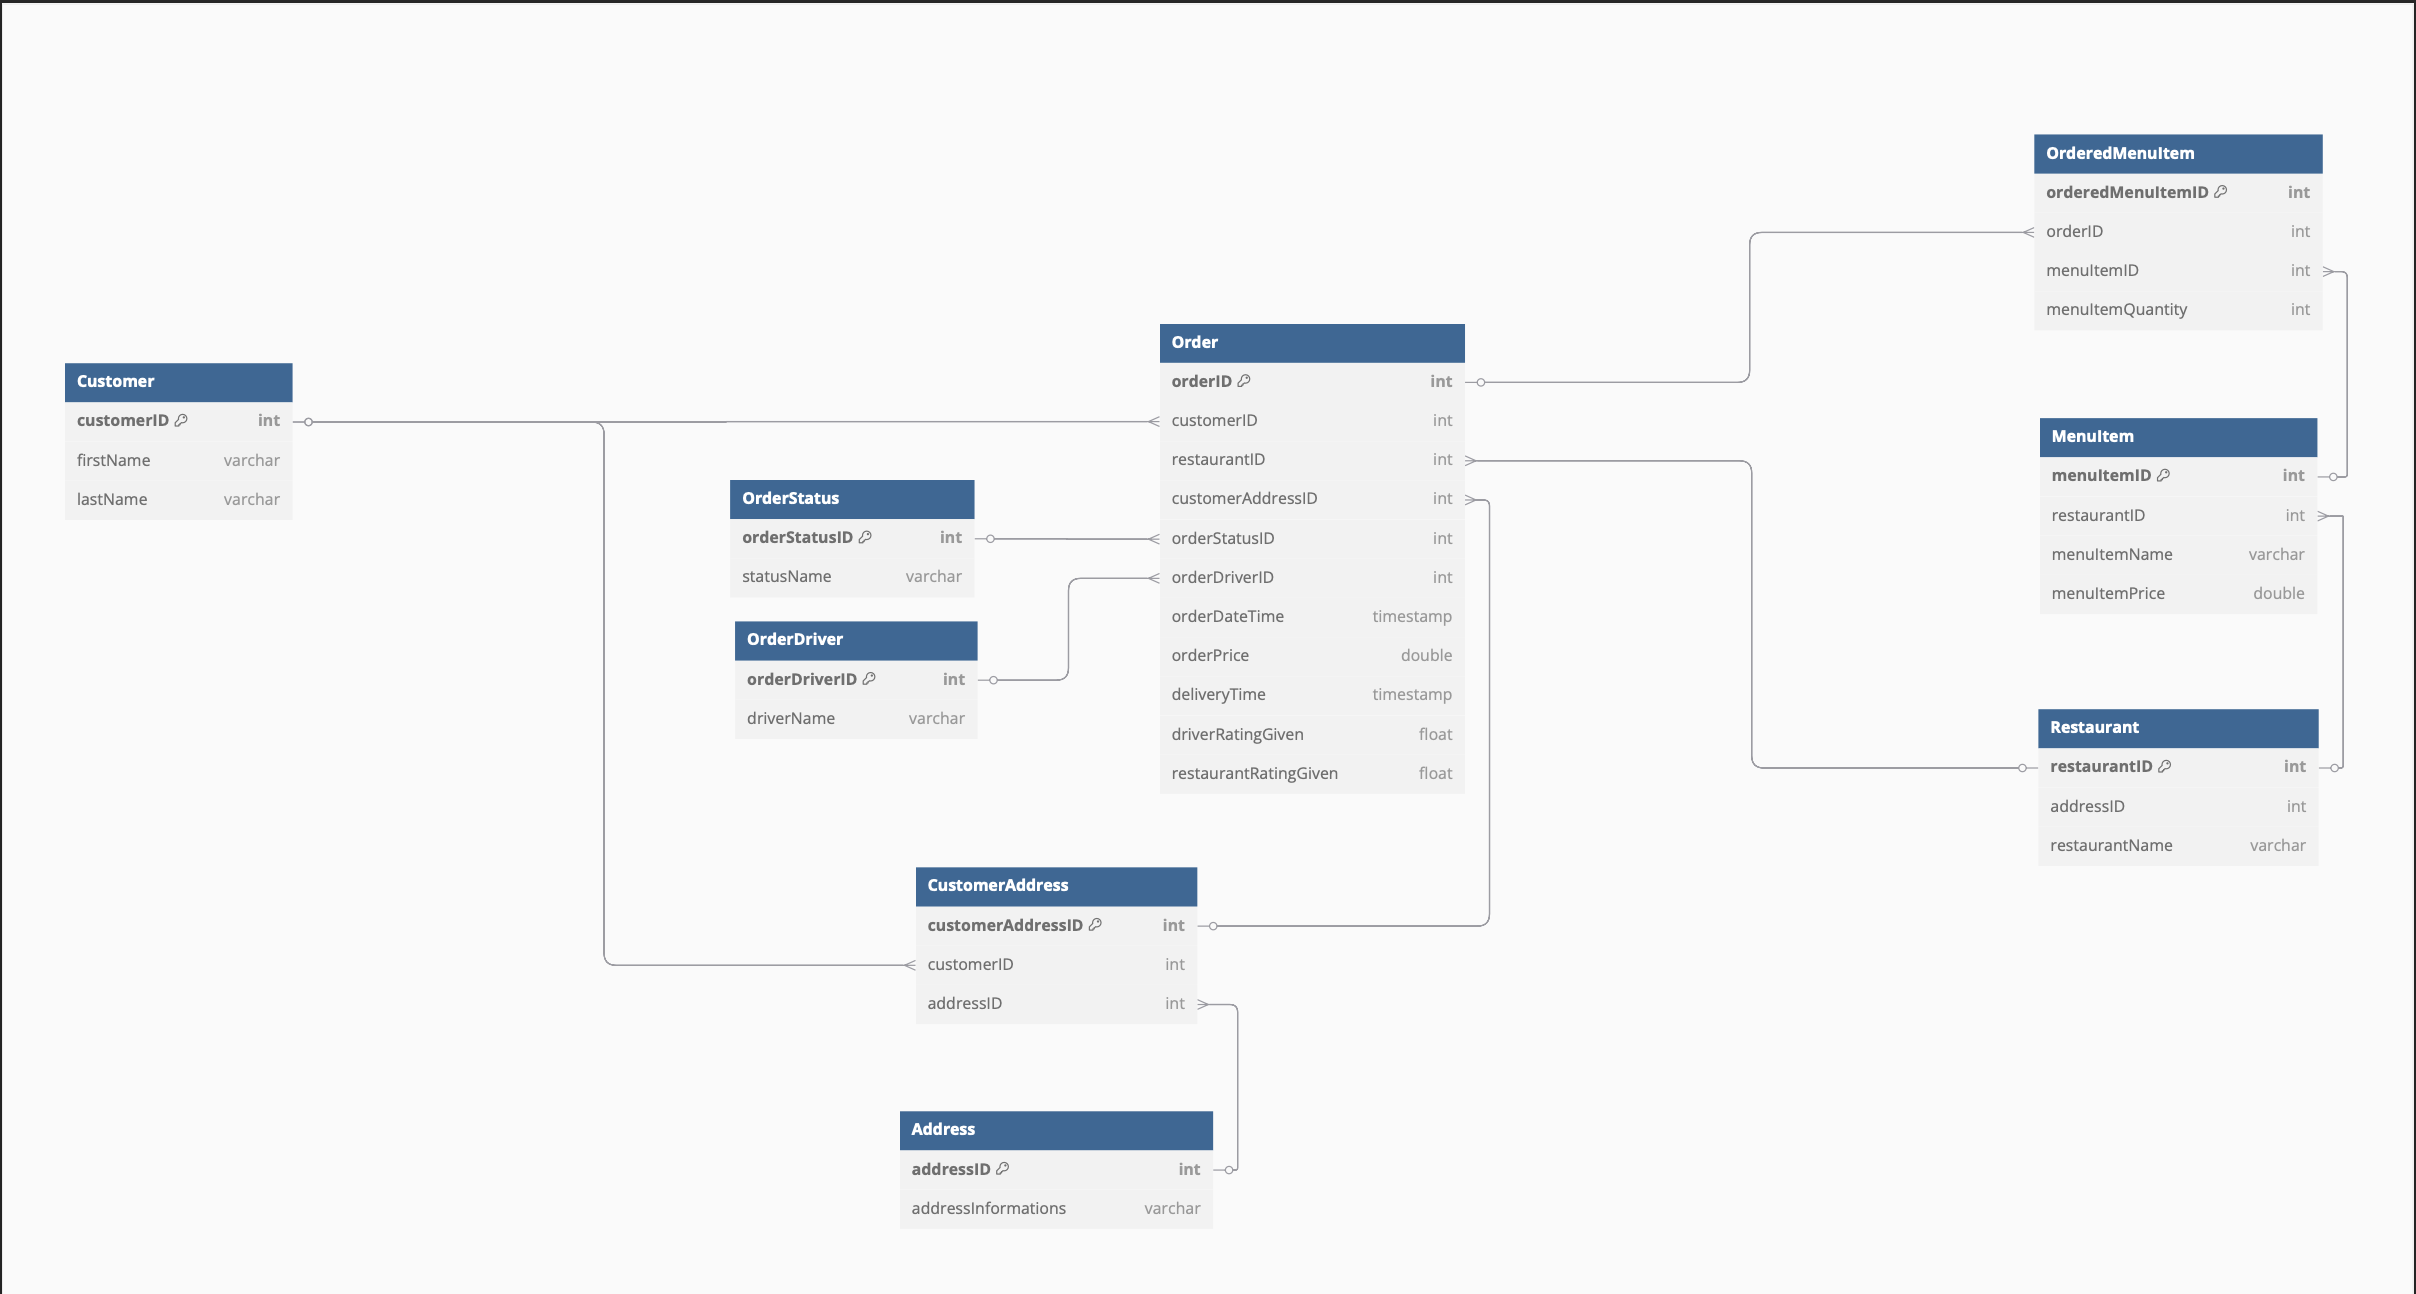 OrderedMenuItem
orderedMenuItemID int
orderID int
menuItemID int
menuItemQuantity int
Order
orderID int
customerID int
restaurantID int
customerAddressID int
orderStatusID int
orderDriverID int
orderDateTime timestamp
orderPrice double
deliveryTime timestamp
driverRatingGiven float
restaurantRatingGiven float
Customer
customerID int
firstName varchar
lastName varchar
MenuItem
menuItemID int
restaurantID int
menuItemName varchar
menuItemPrice double
OrderStatus
orderStatusID int
statusName varchar
OrderDriver
orderDriverID int
driverName varchar
Restaurant
restaurantID int
addressID int
restaurantName varchar
CustomerAddress
customerAddressID int
customerID int
addressID int
Address
addressID int
addressInformations varchar